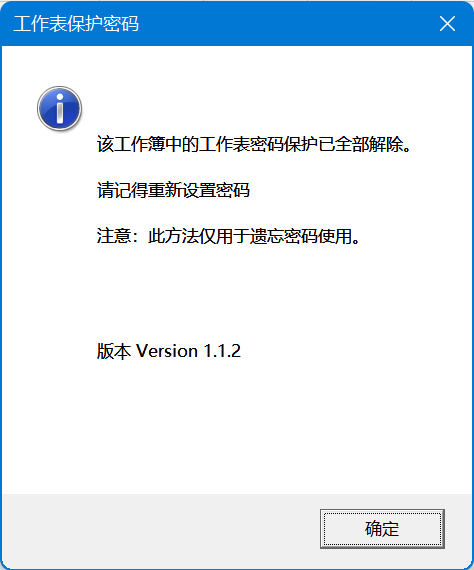 工作表保护密码
该工作簿中的工作表密码保护已全部解除。
请记得重新设置密码
注意：此方法仅用于遗忘密码使用。
版本 Version 1.1.2
确定